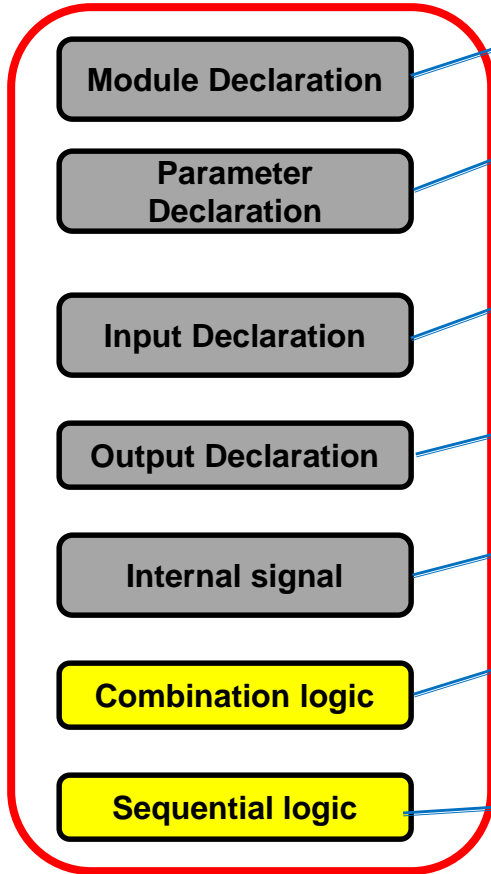 Module Declaration
Parameter
Declaration
Input Declaration
Output Declaration
Internal signal
Combination logic
Sequential logic